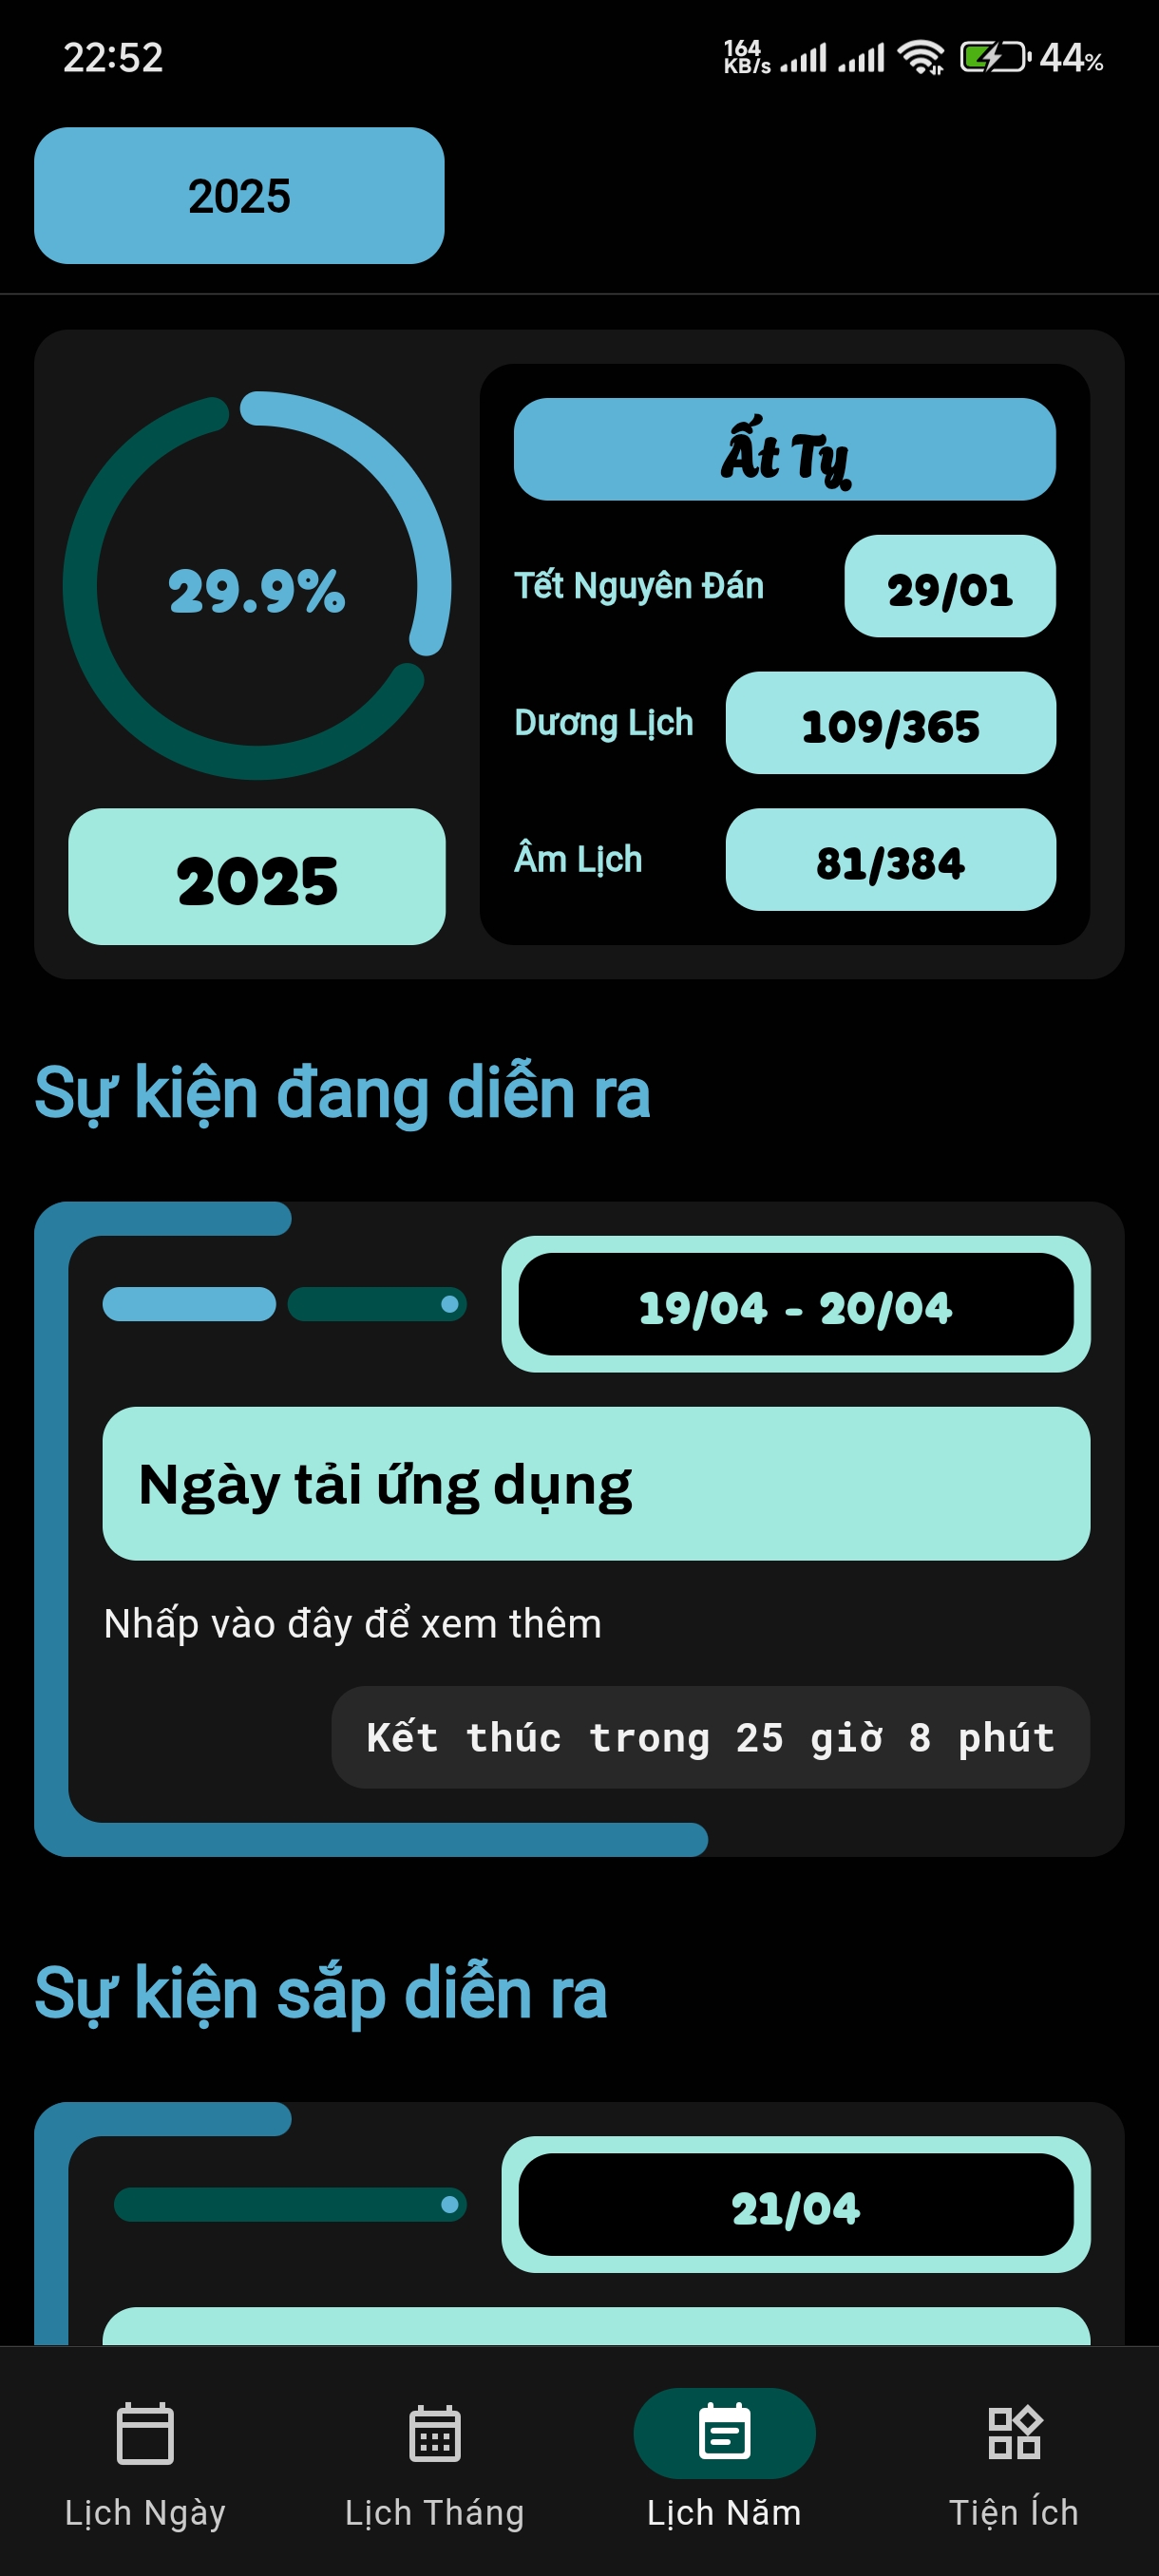 22:52
164
KB/s
44%
2025
Ất Tỵ
29.9%
Tết Nguyên Đán
29/01
Dương Lịch
109/365
Âm Lịch
81/384
2025
Sự kiện đang diễn ra
19/04 - 20/04
Ngày tải ứng dụng
Nhấp vào đây để xem thêm
Kết thúc trong 25 giờ 8 phút
Sự kiện sắp diễn ra
21/04
Lịch Ngày
Lịch Tháng
Lịch Năm
Tiện Ích